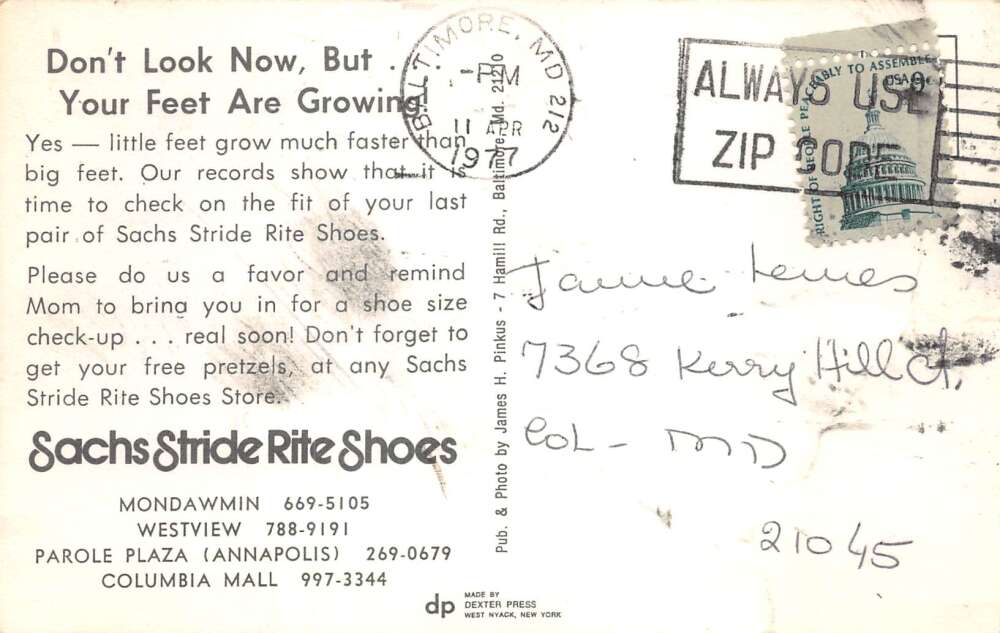 Don't Look Now, But . .
Your Feet Are Growing!
Yes — little feet grow much faster than
big feet. Our records show that it is
time to check on the fit of your last
pair of Sachs Stride Rite Shoes.
Please do us a favor and remind
Mom to bring you in for a shoe size
check-up . . . real soon! Don't forget to
get your free pretzels, at any Sachs
Stride Rite Shoes Store.
Sachs Stride Rite Shoes
MONDAWMIN 669-5105
WESTVIEW 788-9191
PAROLE PLAZA (ANNAPOLIS) 269-0679
COLUMBIA MALL 997-3344
Pub. & Photo by James H. Pinkus - 7 Hamill Rd., Baltimore, Md. 21210
dp
MADE BY
DEXTER PRESS
WEST NYACK, NEW YORK
BALTIMORE, MD 212
-PM
11 APR
1977
ALWAYS USE
ZIP CODE
RIGHT OF PEOPLE PEACEABLY TO ASSEMBLE
USA 9c
7368 Kerry Hill Ct.
Col - MD
21045